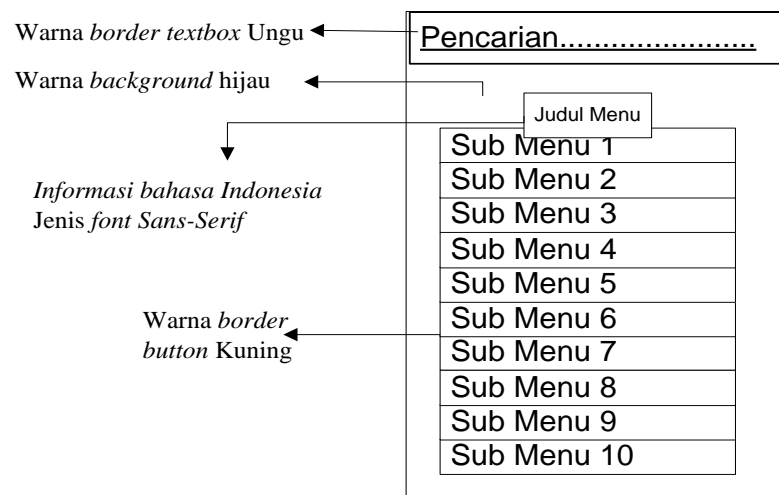 Warna border textbox Ungu
Pencarian.......................
Warna background hijau
Judul Menu
Sub Menu 1
Sub Menu 2
Informasi bahasa Indonesia
Jenis font Sans-Serif
Sub Menu 3
Sub Menu 4
Sub Menu 5
Warna border
button Kuning
Sub Menu 6
Sub Menu 7
Sub Menu 8
Sub Menu 9
Sub Menu 10